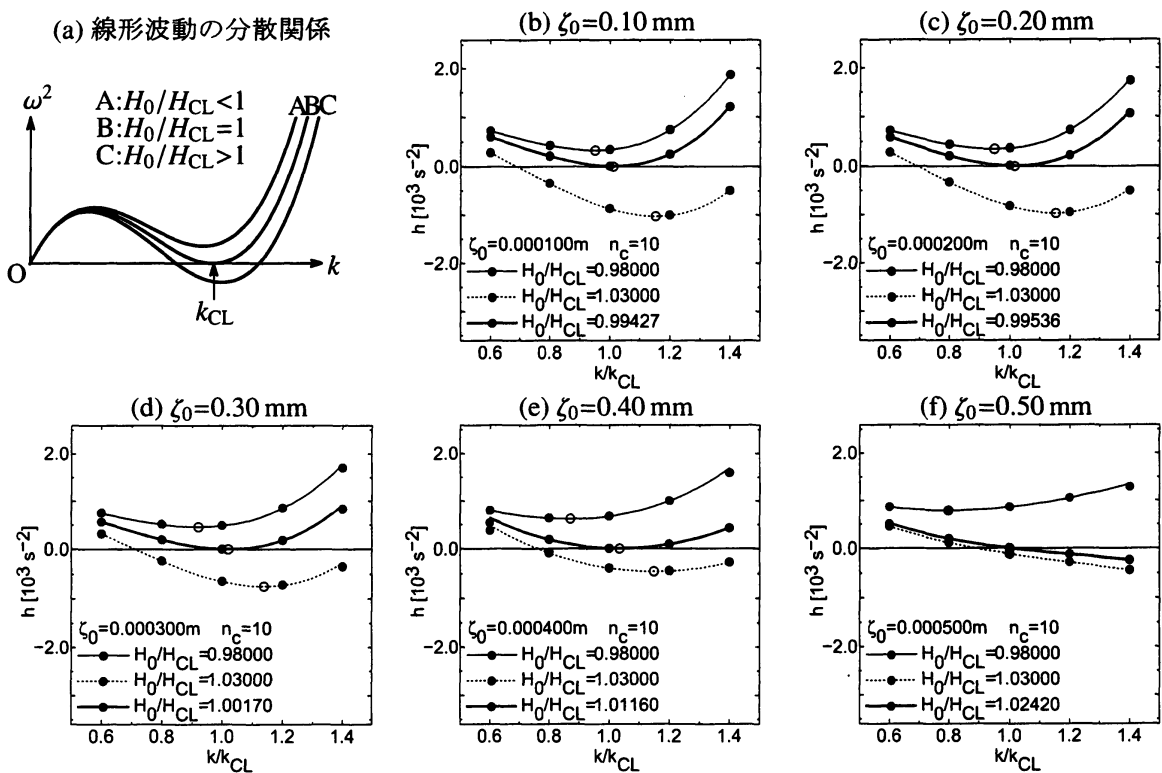 (a) 線形波動の分散関係
ω²
A:H₀/H_CL<1
B:H₀/H_CL=1
C:H₀/H_CL>1
ABC
O
k
k_CL
(b) ζ₀=0.10 mm
2.0
0.0
−2.0
h [10³ s⁻²]
ζ₀=0.000100m n_c=10
H₀/H_CL=0.98000
H₀/H_CL=1.03000
H₀/H_CL=0.99427
0.6 0.8 1.0 1.2 1.4
k/k_CL
(c) ζ₀=0.20 mm
2.0
0.0
−2.0
h [10³ s⁻²]
ζ₀=0.000200m n_c=10
H₀/H_CL=0.98000
H₀/H_CL=1.03000
H₀/H_CL=0.99536
0.6 0.8 1.0 1.2 1.4
k/k_CL
(d) ζ₀=0.30 mm
2.0
0.0
−2.0
h [10³ s⁻²]
ζ₀=0.000300m n_c=10
H₀/H_CL=0.98000
H₀/H_CL=1.03000
H₀/H_CL=1.00170
0.6 0.8 1.0 1.2 1.4
k/k_CL
(e) ζ₀=0.40 mm
2.0
0.0
−2.0
h [10³ s⁻²]
ζ₀=0.000400m n_c=10
H₀/H_CL=0.98000
H₀/H_CL=1.03000
H₀/H_CL=1.01160
0.6 0.8 1.0 1.2 1.4
k/k_CL
(f) ζ₀=0.50 mm
2.0
0.0
−2.0
h [10³ s⁻²]
ζ₀=0.000500m n_c=10
H₀/H_CL=0.98000
H₀/H_CL=1.03000
H₀/H_CL=1.02420
0.6 0.8 1.0 1.2 1.4
k/k_CL